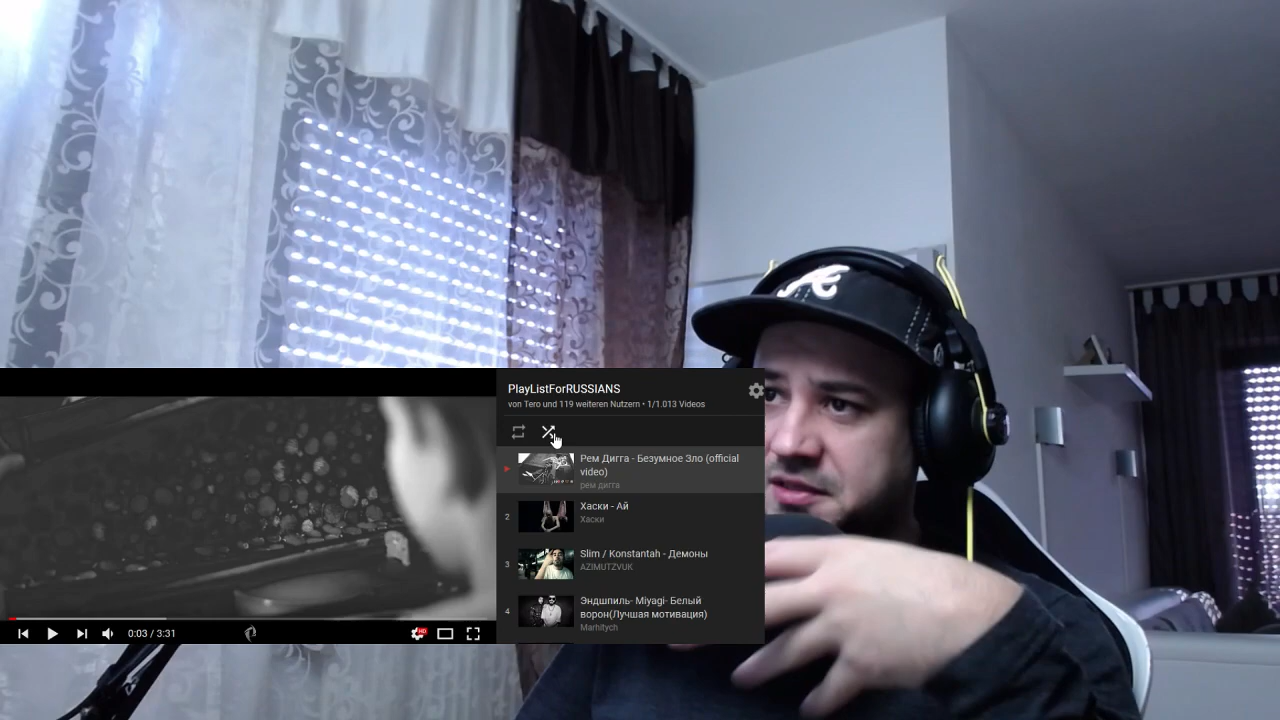 PlayListForRUSSIANS
von Tero und 119 weiteren Nutzern • 1/1.013 Videos
Рем Дигга - Безумное Зло (official
video)
рем дигга
2
Хаски - Ай
Хаски
3
Slim / Konstantah - Демоны
AZIMUTZVUK
4
Эндшпиль- Miyagi- Белый
ворон(Лучшая мотивация)
Marhltych
0:03 / 3:31
HD
A